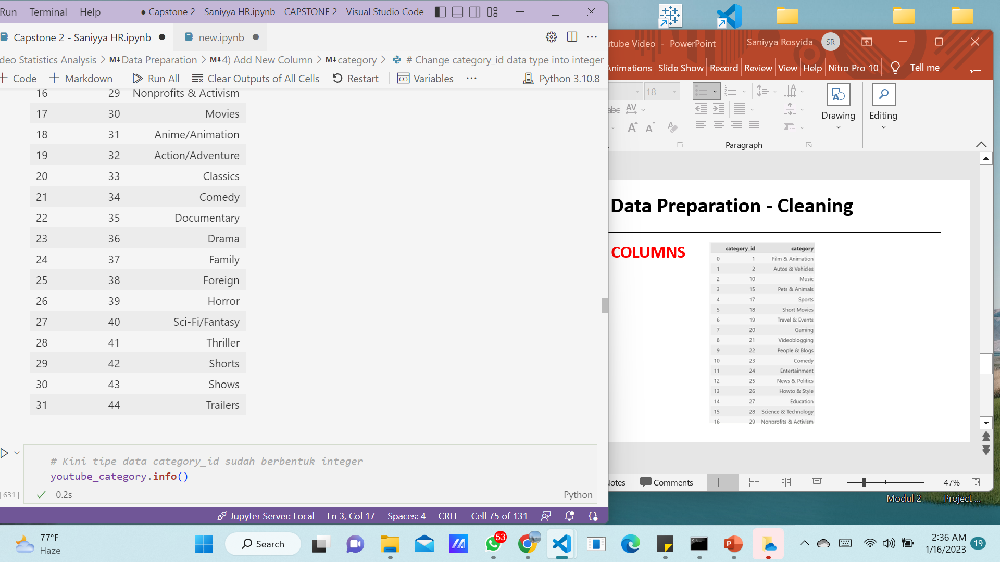 Run Terminal Help ● Capstone 2 - Saniyya HR.ipynb - CAPSTONE 2 - Visual Studio Code
Capstone 2 - Saniyya HR.ipynb ● new.ipynb ●
deo Statistics Analysis > M↓Data Preparation > M↓4) Add New Column > M↓category > # Change category_id data type into integer
+ Code + Markdown Run All Clear Outputs of All Cells Restart Variables ··· Python 3.10.8
16 29 Nonprofits & Activism
17 30 Movies
18 31 Anime/Animation
19 32 Action/Adventure
20 33 Classics
21 34 Comedy
22 35 Documentary
23 36 Drama
24 37 Family
25 38 Foreign
26 39 Horror
27 40 Sci-Fi/Fantasy
28 41 Thriller
29 42 Shorts
30 43 Shows
31 44 Trailers
# Kini tipe data category_id sudah berbentuk integer
youtube_category.info()
[631] 0.2s Python
Jupyter Server: Local Ln 3, Col 17 Spaces: 4 CRLF Cell 75 of 131
utube Video - PowerPoint Saniyya Rosyida SR
Animations Slide Show Record Review View Help Nitro Pro 10 Tell me
18
abc AV
A A
Drawing
Editing
Paragraph
Data Preparation - Cleaning
COLUMNS
category_id category
0 1 Film & Animation
1 2 Autos & Vehicles
2 10 Music
3 15 Pets & Animals
4 17 Sports
5 18 Short Movies
6 19 Travel & Events
7 20 Gaming
8 21 Videoblogging
9 22 People & Blogs
10 23 Comedy
11 24 Entertainment
12 25 News & Politics
13 26 Howto & Style
14 27 Education
15 28 Science & Technology
16 29 Nonprofits & Activism
lotes Comments 47%
Modul 2 Project ...
77°F
Haze
Search
53
2:36 AM
1/16/2023
19